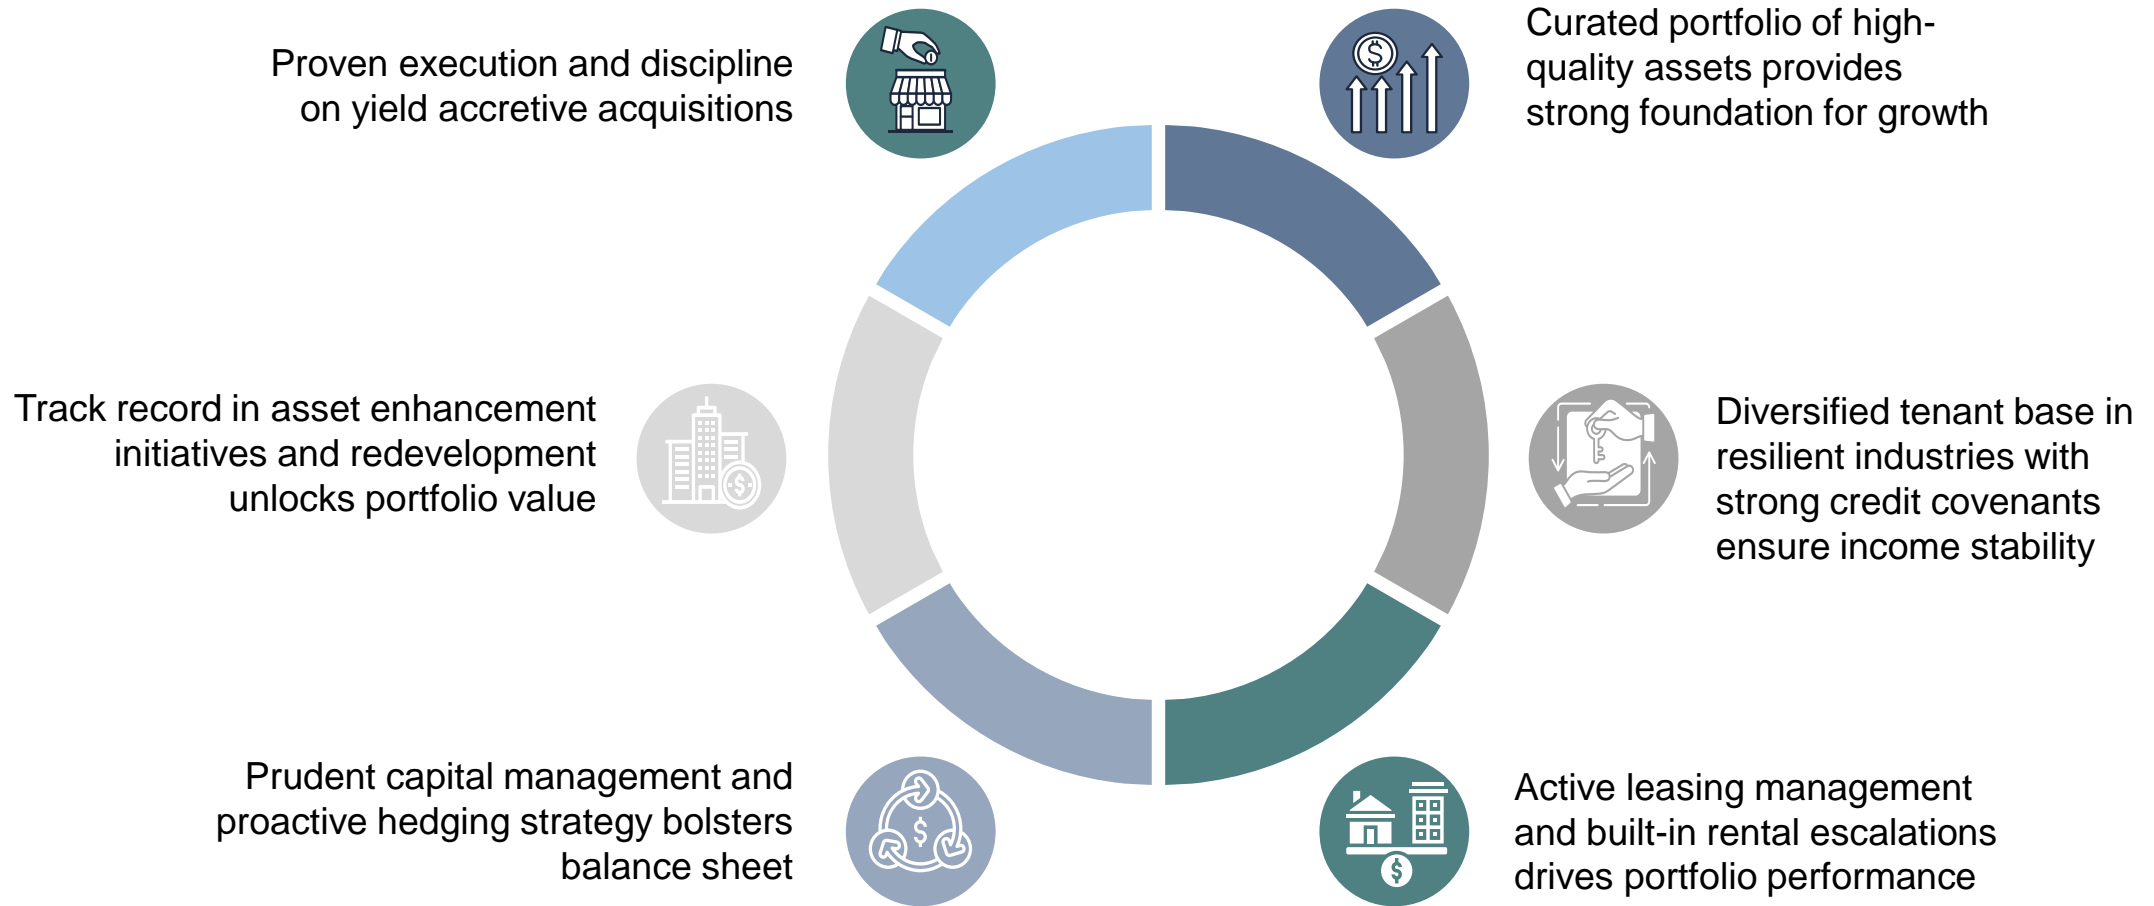 Proven execution and discipline
on yield accretive acquisitions
Curated portfolio of high-
quality assets provides
strong foundation for growth
Track record in asset enhancement
initiatives and redevelopment
unlocks portfolio value
Diversified tenant base in
resilient industries with
strong credit covenants
ensure income stability
Prudent capital management and
proactive hedging strategy bolsters
balance sheet
Active leasing management
and built-in rental escalations
drives portfolio performance